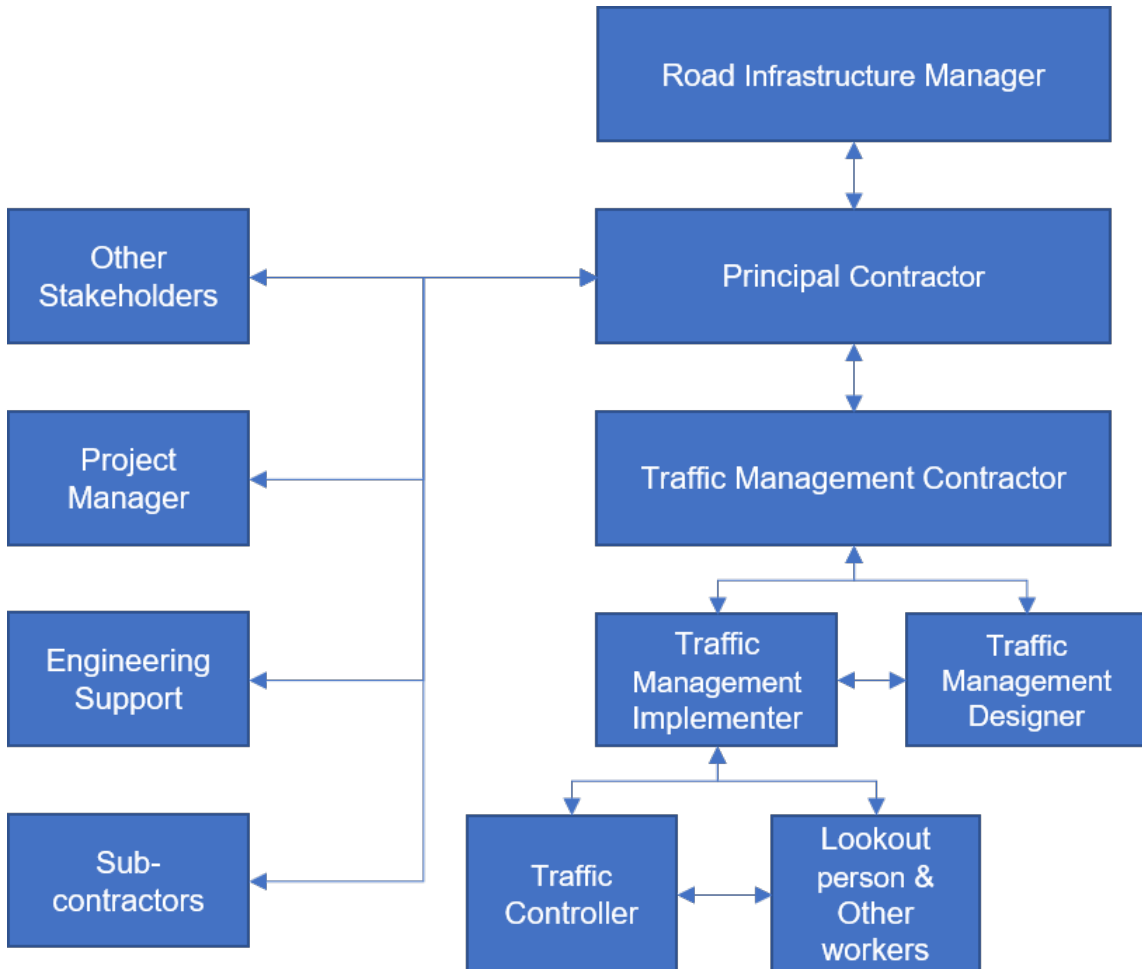 Road Infrastructure Manager
Other
Stakeholders
Principal Contractor
Project
Manager
Traffic Management Contractor
Engineering
Support
Traffic
Management
Implementer
Traffic
Management
Designer
Sub-
contractors
Traffic
Controller
Lookout
person &
Other
workers